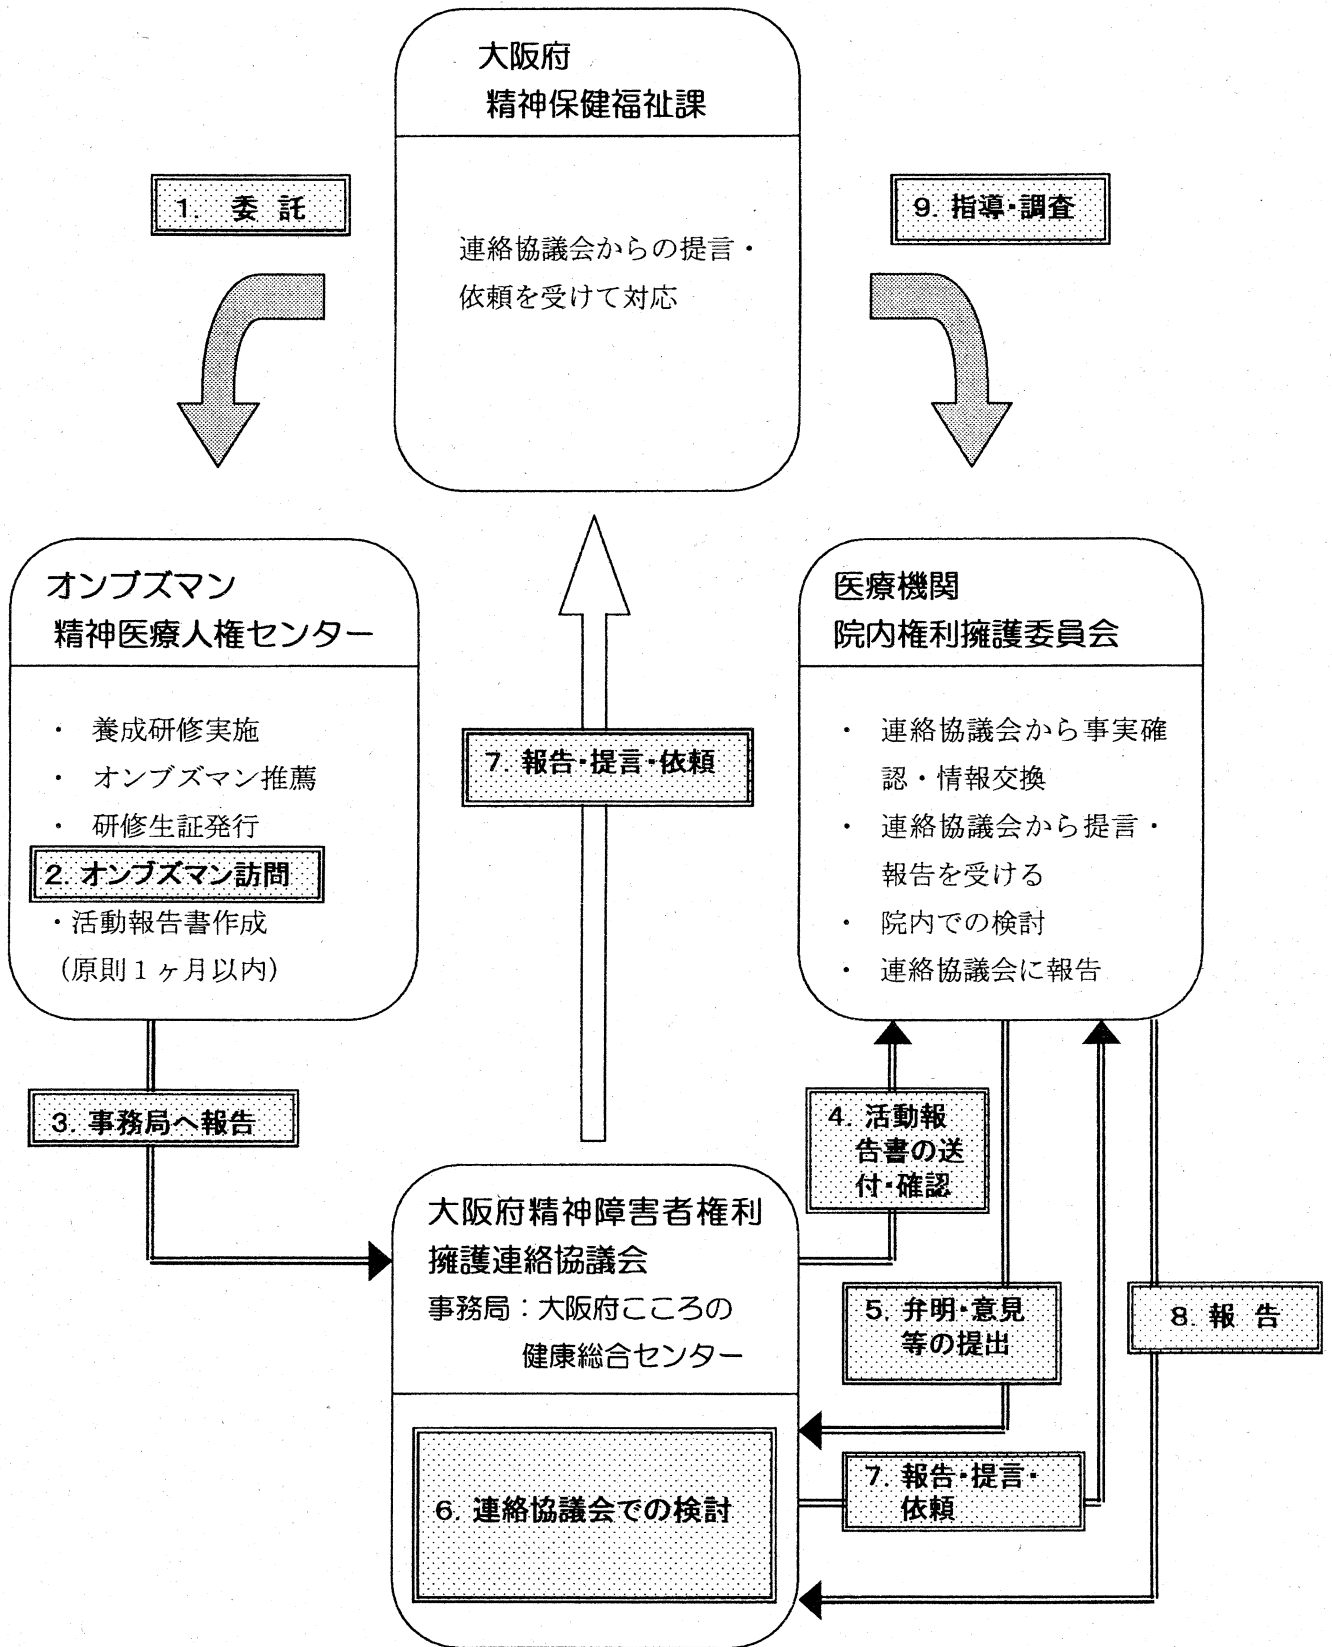 大阪府
精神保健福祉課
1. 委 託
9. 指導・調査
連絡協議会からの提言・
依頼を受けて対応
オンブズマン
精神医療人権センター
・ 養成研修実施
・ オンブズマン推薦
・ 研修生証発行
2. オンブズマン訪問
・活動報告書作成
(原則1ヶ月以内)
7. 報告・提言・依頼
医療機関
院内権利擁護委員会
・ 連絡協議会から事実確
認・情報交換
・ 連絡協議会から提言・
報告を受ける
・ 院内での検討
・ 連絡協議会に報告
3. 事務局へ報告
4. 活動報
告書の送
付・確認
大阪府精神障害者権利
擁護連絡協議会
事務局：大阪府こころの
健康総合センター
5. 弁明・意見
等の提出
8. 報 告
6. 連絡協議会での検討
7. 報告・提言・
依頼